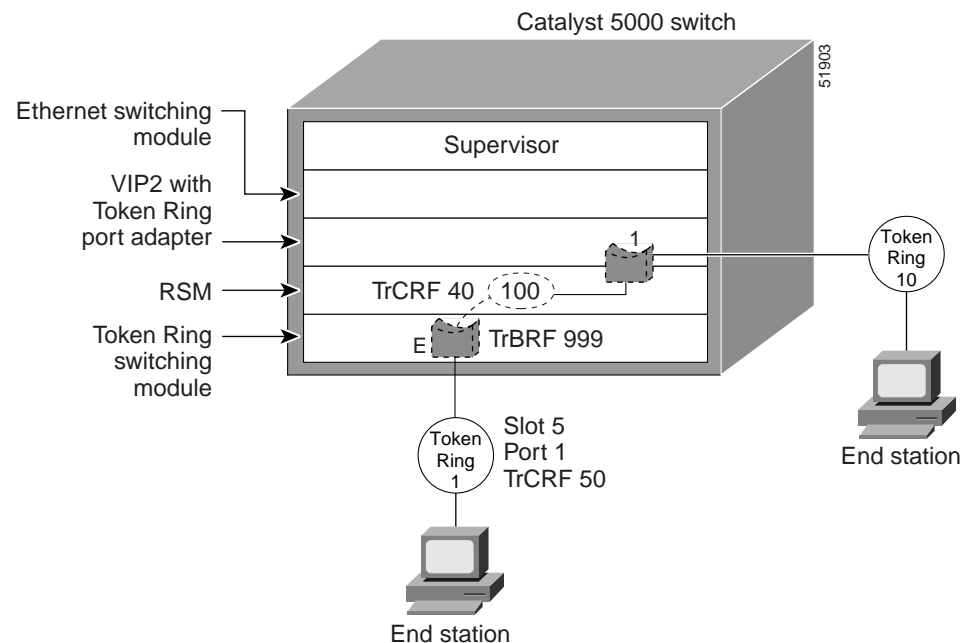 Catalyst 5000 switch
51903
Ethernet switching
module
VIP2 with
Token Ring
port adapter
RSM
Token Ring
switching
module
Supervisor
1
TrCRF 40
100
E
TrBRF 999
Token
Ring
10
End station
Token
Ring
1
Slot 5
Port 1
TrCRF 50
End station